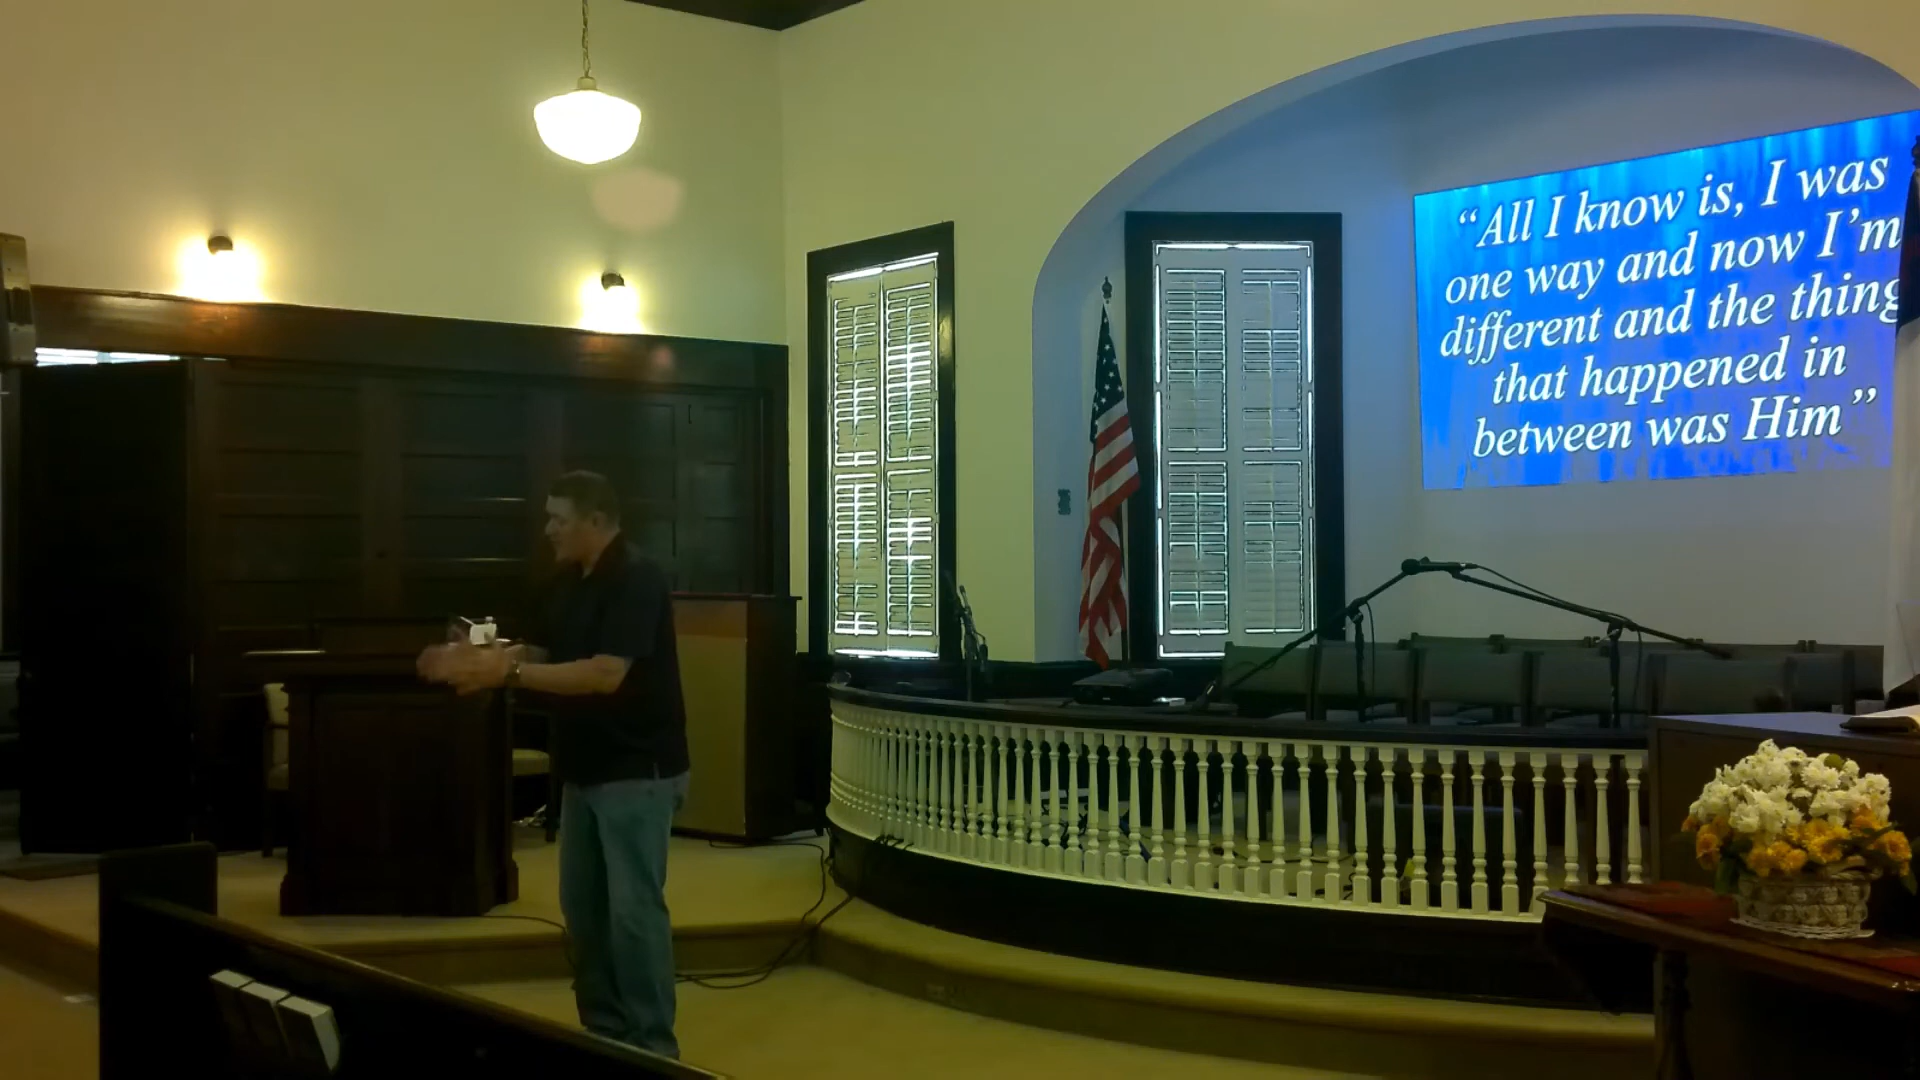 “All I know is, I was
one way and now I’m
different and the thing
that happened in
between was Him”